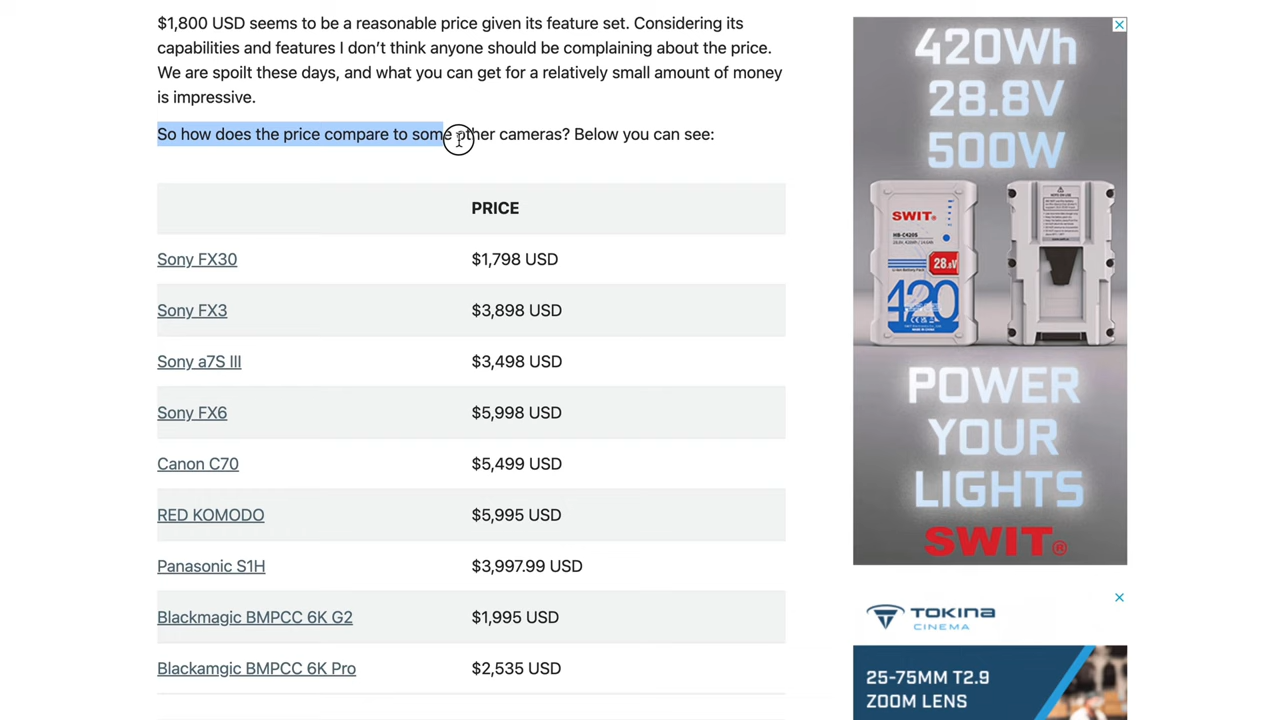 $1,800 USD seems to be a reasonable price given its feature set. Considering its
capabilities and features I don’t think anyone should be complaining about the price.
We are spoilt these days, and what you can get for a relatively small amount of money
is impressive.
So how does the price compare to some other cameras? Below you can see:
PRICE
Sony FX30 $1,798 USD
Sony FX3 $3,898 USD
Sony a7S III $3,498 USD
Sony FX6 $5,998 USD
Canon C70 $5,499 USD
RED KOMODO $5,995 USD
Panasonic S1H $3,997.99 USD
Blackmagic BMPCC 6K G2 $1,995 USD
Blackamgic BMPCC 6K Pro $2,535 USD
420Wh
28.8V
500W
SWIT®
28.8V
420
POWER
YOUR
LIGHTS
SWIT®
TOKINA
CINEMA
25-75MM T2.9
ZOOM LENS